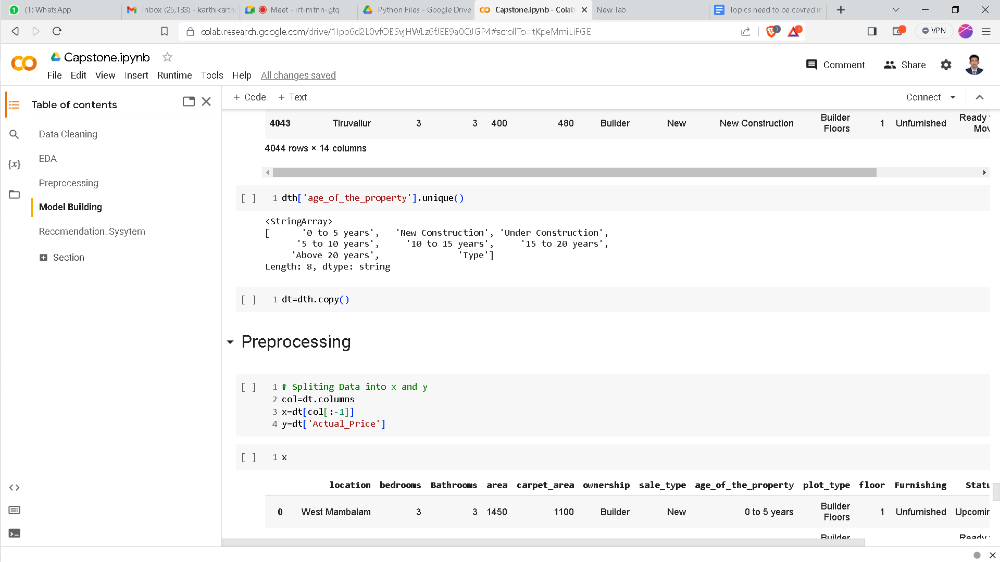 (1) WhatsApp
Inbox (25,133) - karthikarthi
Meet - irt-mtnn-gtq
Python Files - Google Drive
Capstone.ipynb - Colab
New Tab
Topics need to be covred in
colab.research.google.com/drive/1Ipp6d2L0vfOBSvjHWLz6fJEE9a0OJGP4#scrollTo=tKpeMmiLiFGE
3
1
VPN
Capstone.ipynb
File Edit View Insert Runtime Tools Help All changes saved
Comment
Share
Table of contents
Data Cleaning
EDA
Preprocessing
Model Building
Recomendation_Sysytem
Section
{x}
+ Code + Text
Connect
4043 Tiruvallur 3 3 400 480 Builder New New Construction Builder Floors 1 Unfurnished Ready
4044 rows × 14 columns
[ ] 1 dth['age_of_the_property'].unique()
<StringArray>
[ '0 to 5 years', 'New Construction', 'Under Construction',
'5 to 10 years', '10 to 15 years', '15 to 20 years',
'Above 20 years', 'Type']
Length: 8, dtype: string
[ ] 1 dt=dth.copy()
Preprocessing
[ ] 1 # Spliting Data into x and y
2 col=dt.columns
3 x=dt[col[:-1]]
4 y=dt['Actual_Price']
[ ] 1 x
location bedrooms Bathrooms area carpet_area ownership sale_type age_of_the_property plot_type floor Furnishing Statu
0 West Mambalam 3 3 1450 1100 Builder New 0 to 5 years Builder Floors 1 Unfurnished Upcomin
Builder Ready